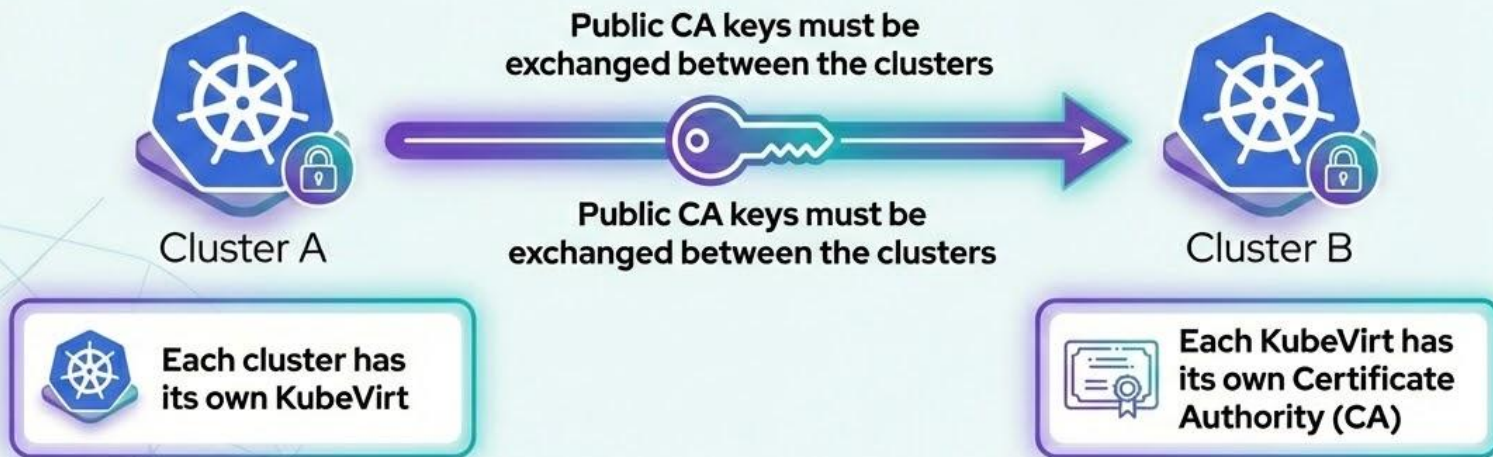 Public CA keys must be
exchanged between the clusters
Public CA keys must be
exchanged between the clusters
Cluster A
Cluster B
Each cluster has
its own KubeVirt
Each KubeVirt has
its own Certificate
Authority (CA)